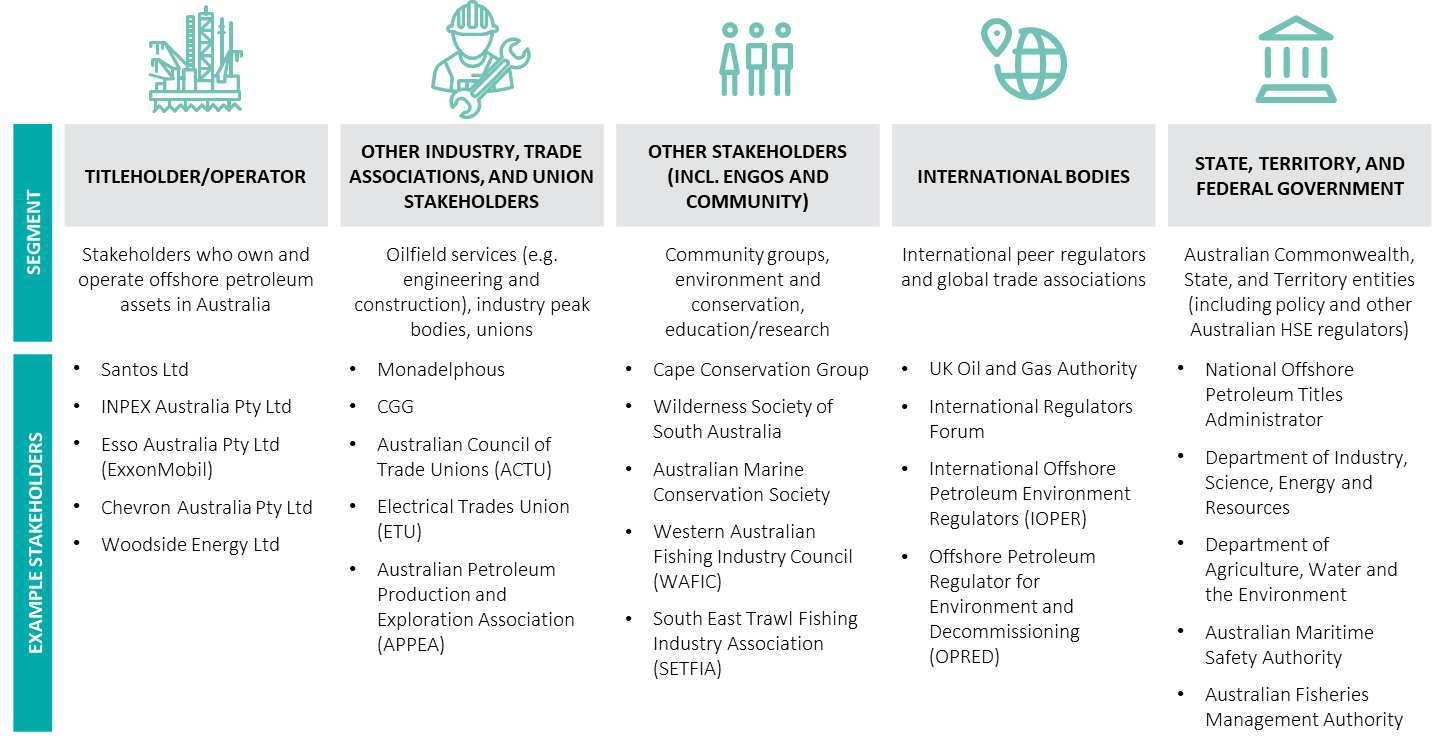 SEGMENT
TITLEHOLDER/OPERATOR
Stakeholders who own and
operate offshore petroleum
assets in Australia
OTHER INDUSTRY, TRADE
ASSOCIATIONS, AND UNION
STAKEHOLDERS
Oilfield services (e.g.
engineering and
construction), industry peak
bodies, unions
OTHER STAKEHOLDERS
(INCL. ENGOS AND
COMMUNITY)
Community groups,
environment and
conservation,
education/research
INTERNATIONAL BODIES
International peer regulators
and global trade associations
STATE, TERRITORY, AND
FEDERAL GOVERNMENT
Australian Commonwealth,
State, and Territory entities
(including policy and other
Australian HSE regulators)
EXAMPLE STAKEHOLDERS
• Santos Ltd
• INPEX Australia Pty Ltd
• Esso Australia Pty Ltd
(ExxonMobil)
• Chevron Australia Pty Ltd
• Woodside Energy Ltd
• Monadelphous
• CGG
• Australian Council of
Trade Unions (ACTU)
• Electrical Trades Union
(ETU)
• Australian Petroleum
Production and
Exploration Association
(APPEA)
• Cape Conservation Group
• Wilderness Society of
South Australia
• Australian Marine
Conservation Society
• Western Australian
Fishing Industry Council
(WAFIC)
• South East Trawl Fishing
Industry Association
(SETFIA)
• UK Oil and Gas Authority
• International Regulators
Forum
• International Offshore
Petroleum Environment
Regulators (IOPER)
• Offshore Petroleum
Regulator for
Environment and
Decommissioning
(OPRED)
• National Offshore
Petroleum Titles
Administrator
• Department of Industry,
Science, Energy and
Resources
• Department of
Agriculture, Water and
the Environment
• Australian Maritime
Safety Authority
• Australian Fisheries
Management Authority